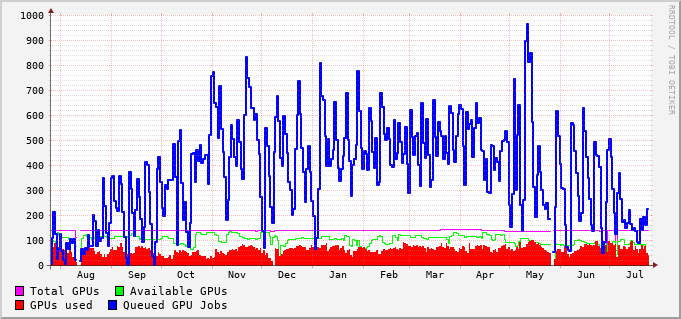 1000
900
800
700
600
500
400
300
200
100
0
Aug Sep Oct Nov Dec Jan Feb Mar Apr May Jun Jul
Total GPUs Available GPUs
GPUs used Queued GPU Jobs
RRDTOOL / TOBI OETIKER